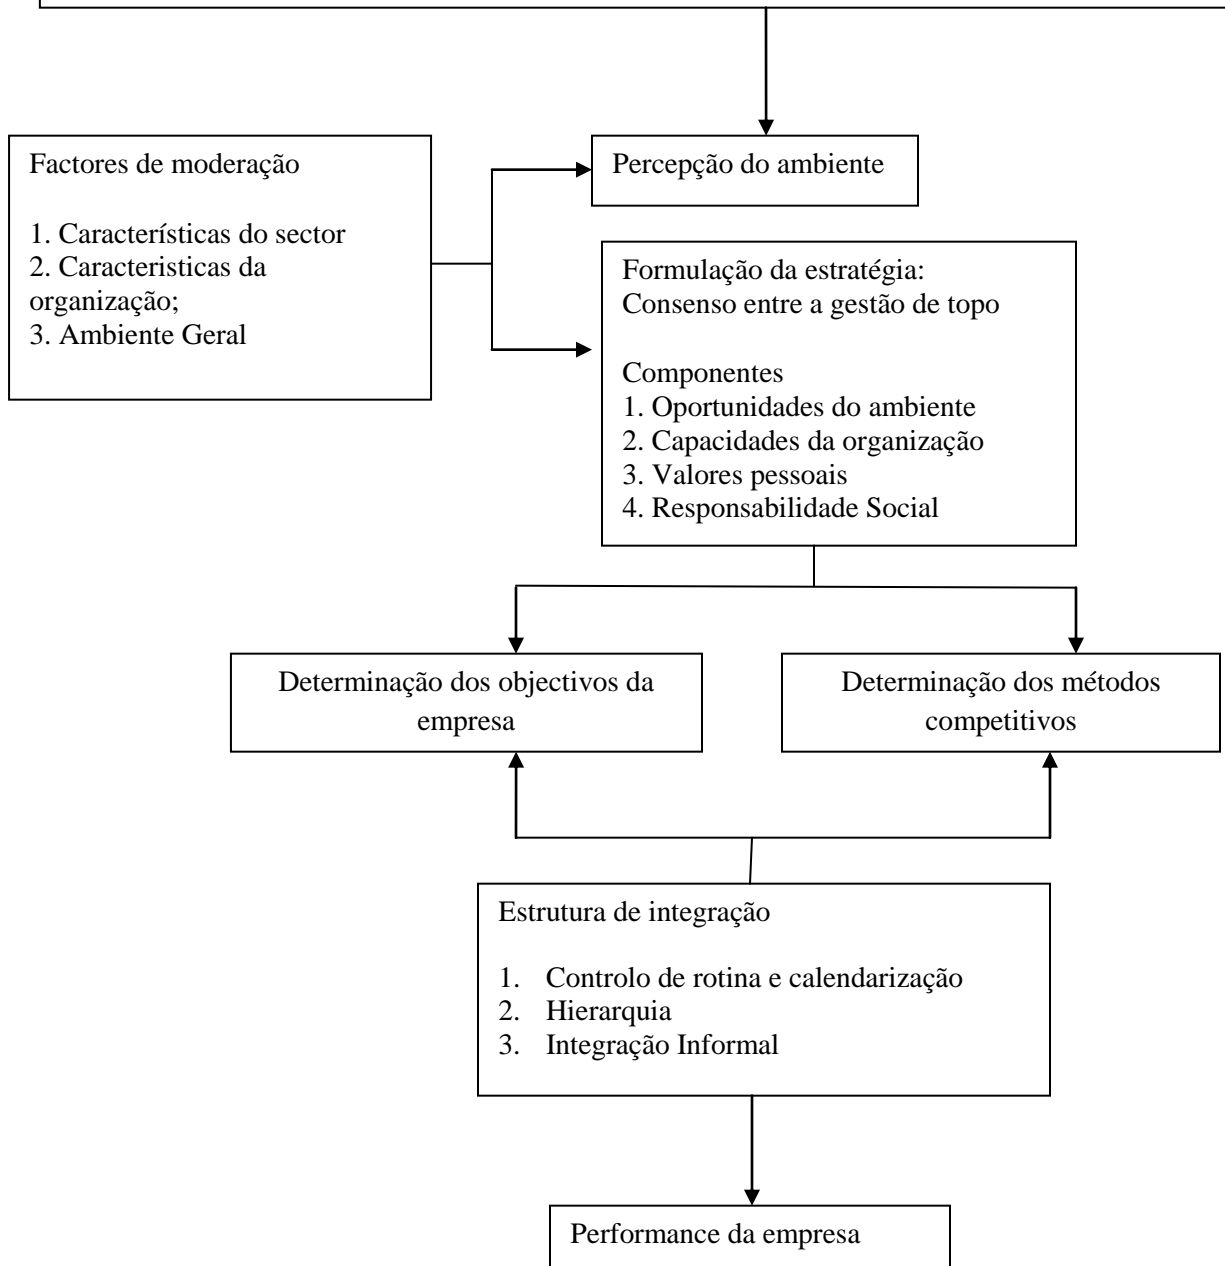 Factores de moderação
1. Características do sector
2. Caracteristicas da
organização;
3. Ambiente Geral
Percepção do ambiente
Formulação da estratégia:
Consenso entre a gestão de topo
Componentes
1. Oportunidades do ambiente
2. Capacidades da organização
3. Valores pessoais
4. Responsabilidade Social
Determinação dos objectivos da
empresa
Determinação dos métodos
competitivos
Estrutura de integração
1. Controlo de rotina e calendarização
2. Hierarquia
3. Integração Informal
Performance da empresa